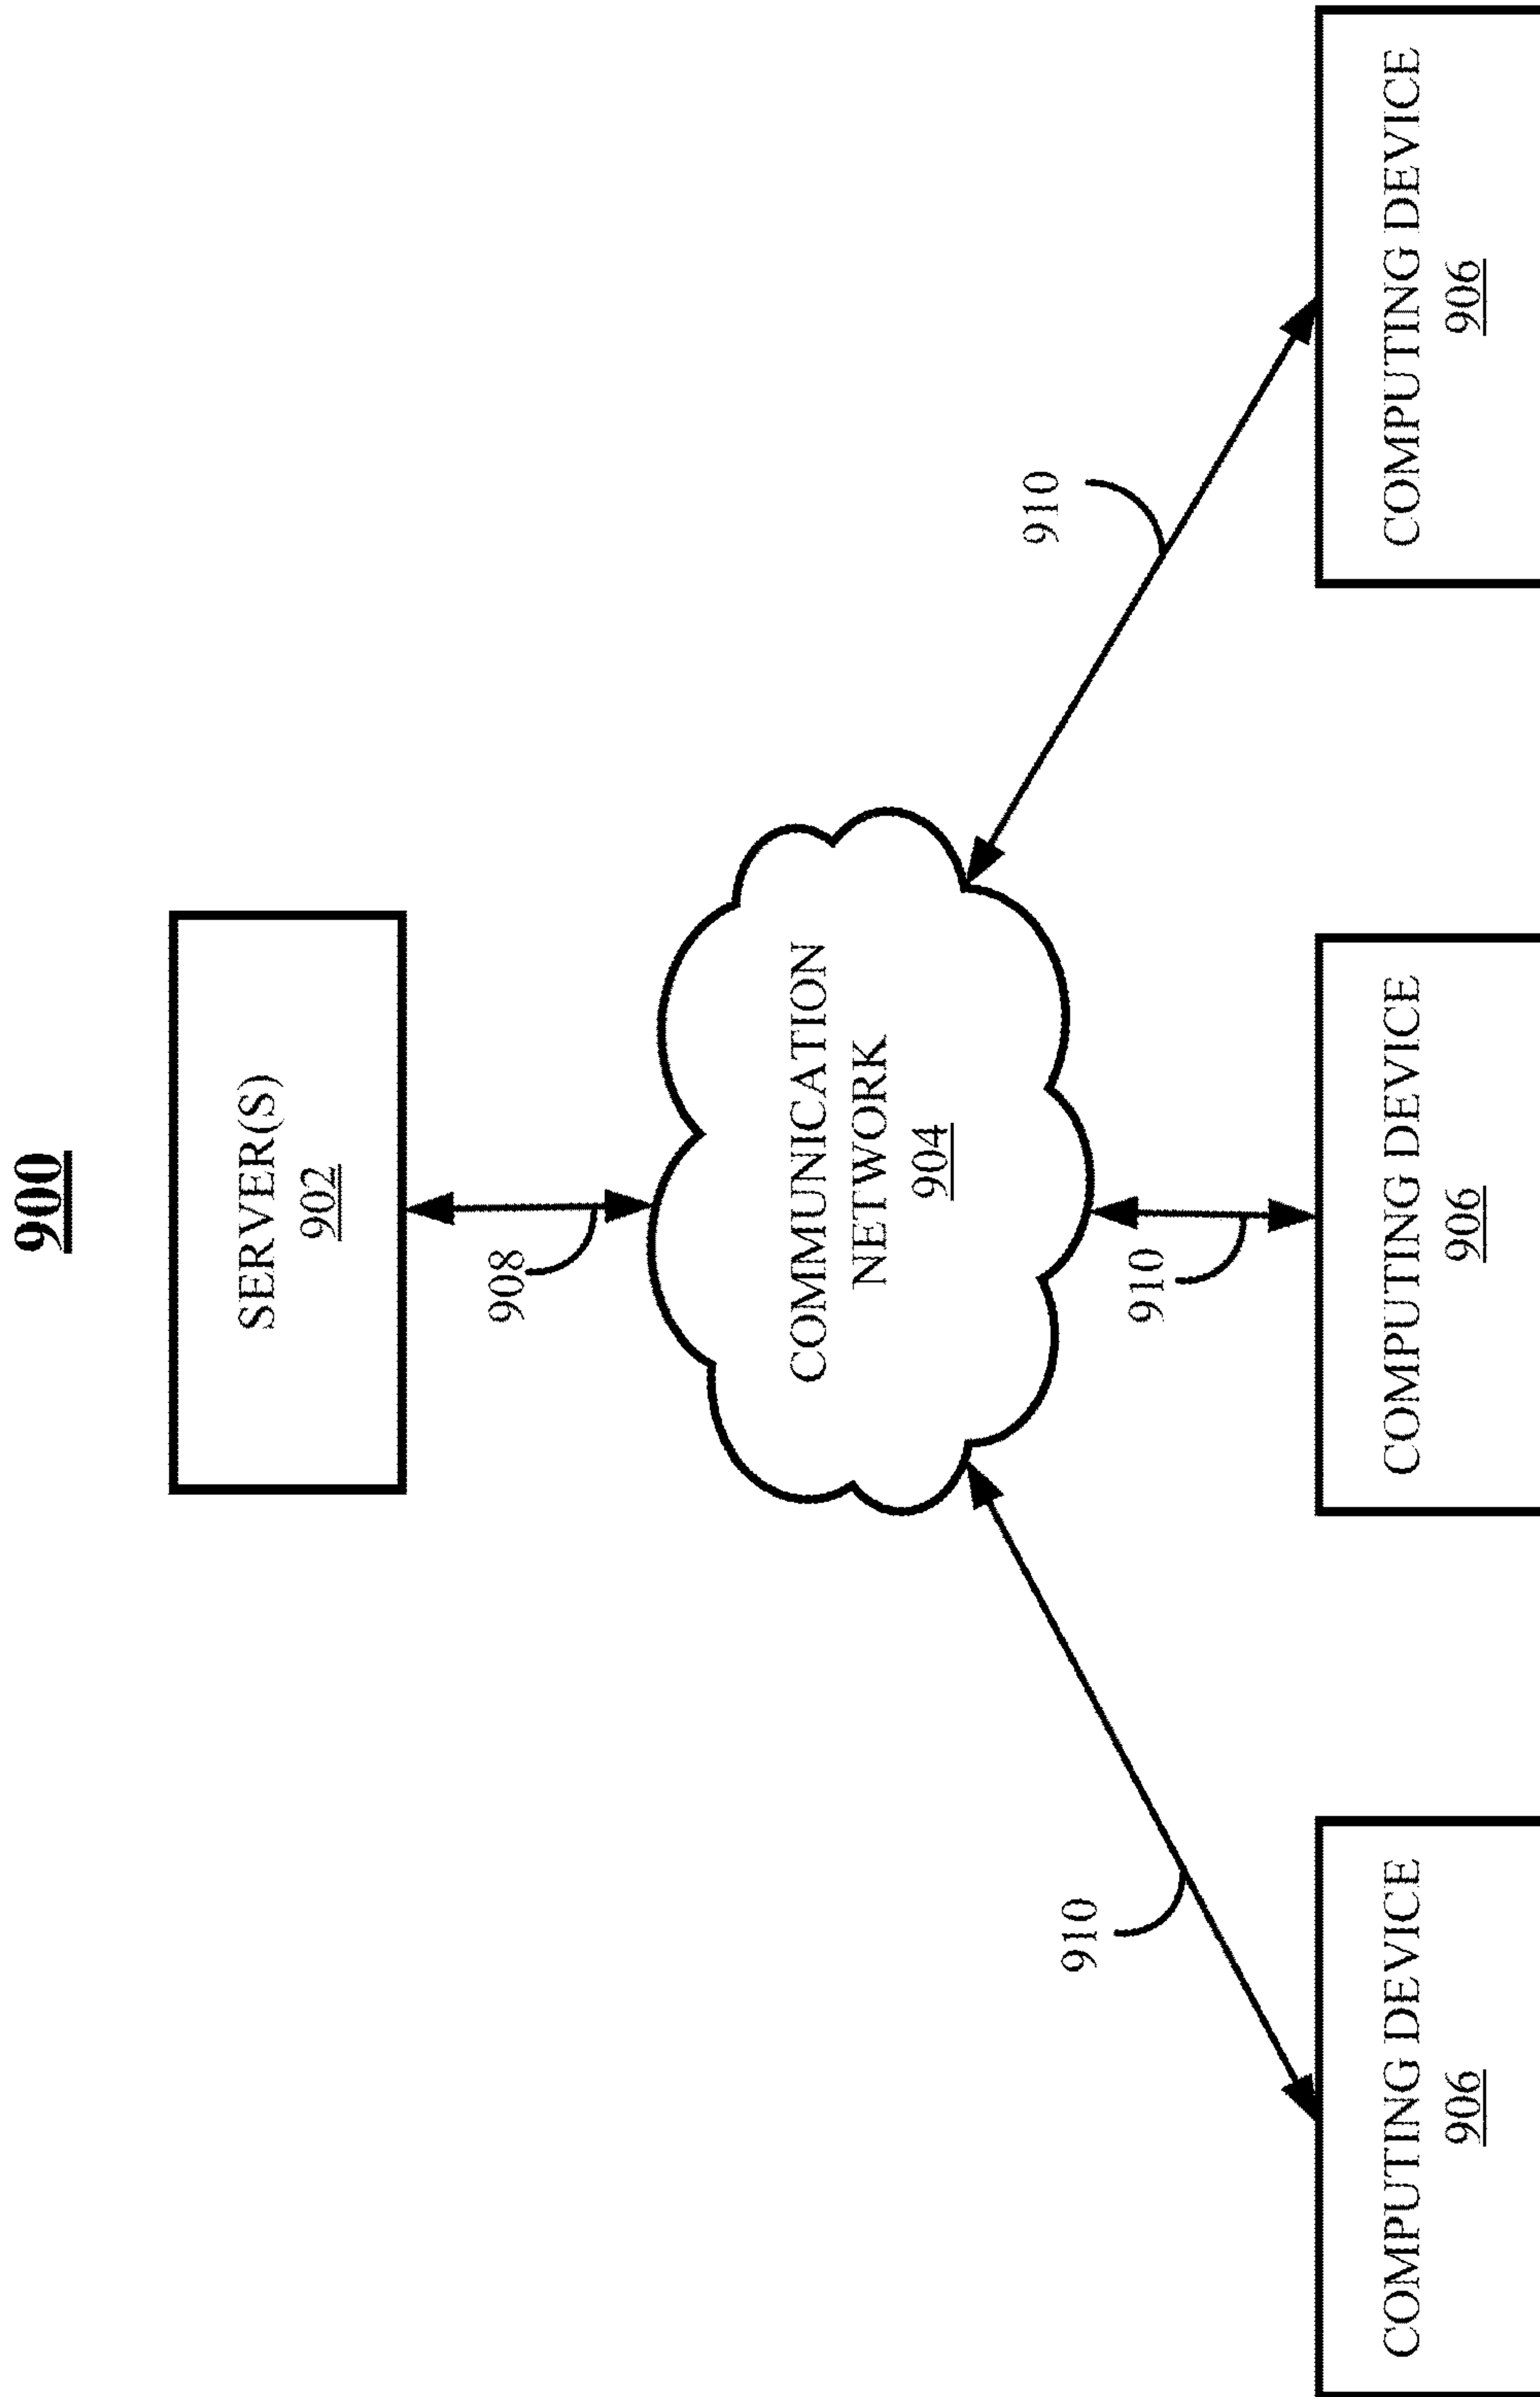 900
SERVER(S)
902
908
COMMUNICATION
NETWORK
904
910
910
910
COMPUTING DEVICE
906
COMPUTING DEVICE
906
COMPUTING DEVICE
906